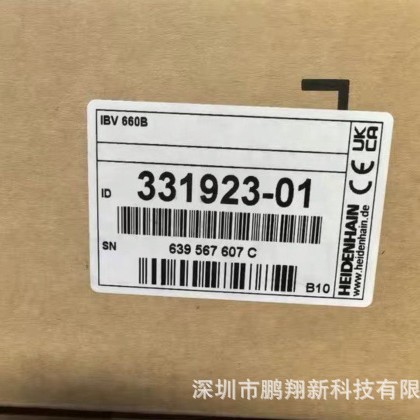 IBV 660B
ID 331923-01
SN 639 567 607 C
B10
HEIDENHAIN
www.heidenhain.de
CE UK CA
深圳市鹏翔新科技有限